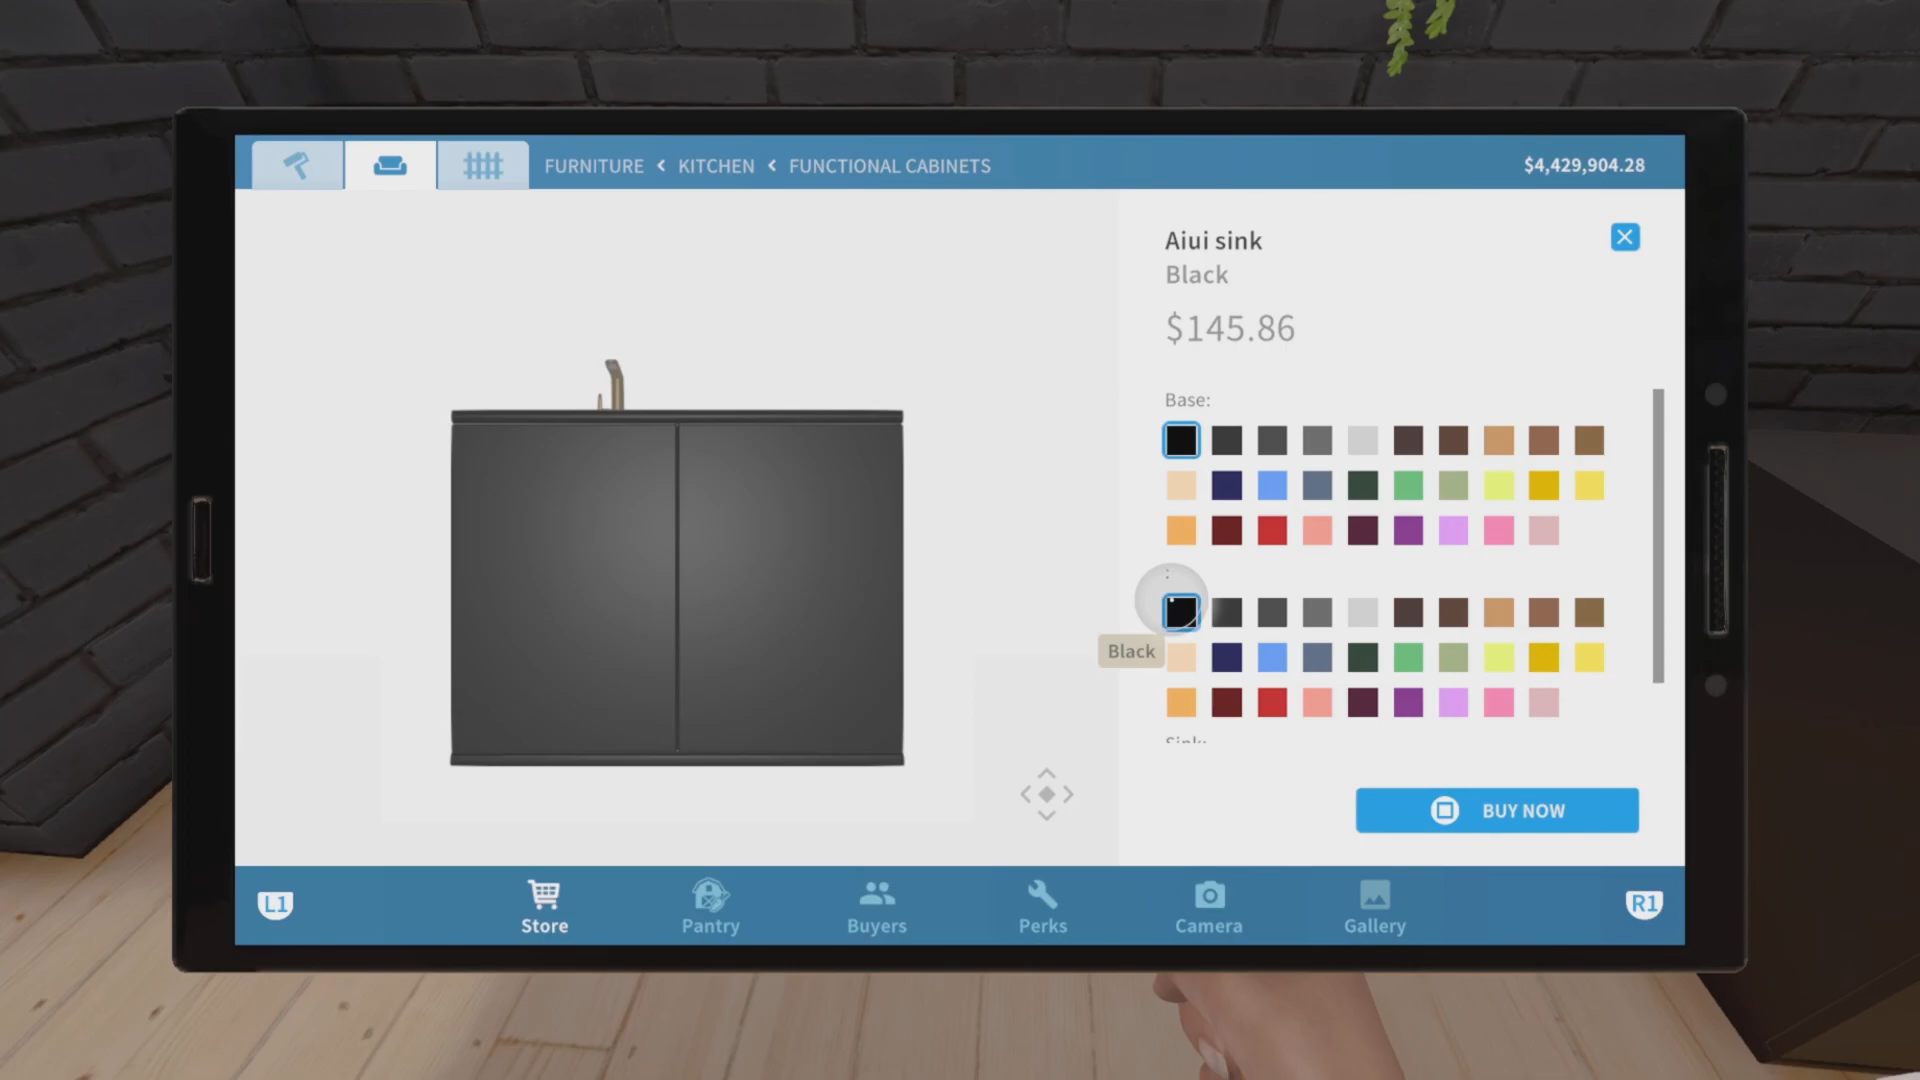 FURNITURE < KITCHEN < FUNCTIONAL CABINETS
$4,429,904.28
Aiui sink
Black
$145.86
Base:
Black
Sink:
BUY NOW
L1
Store
Pantry
Buyers
Perks
Camera
Gallery
R1